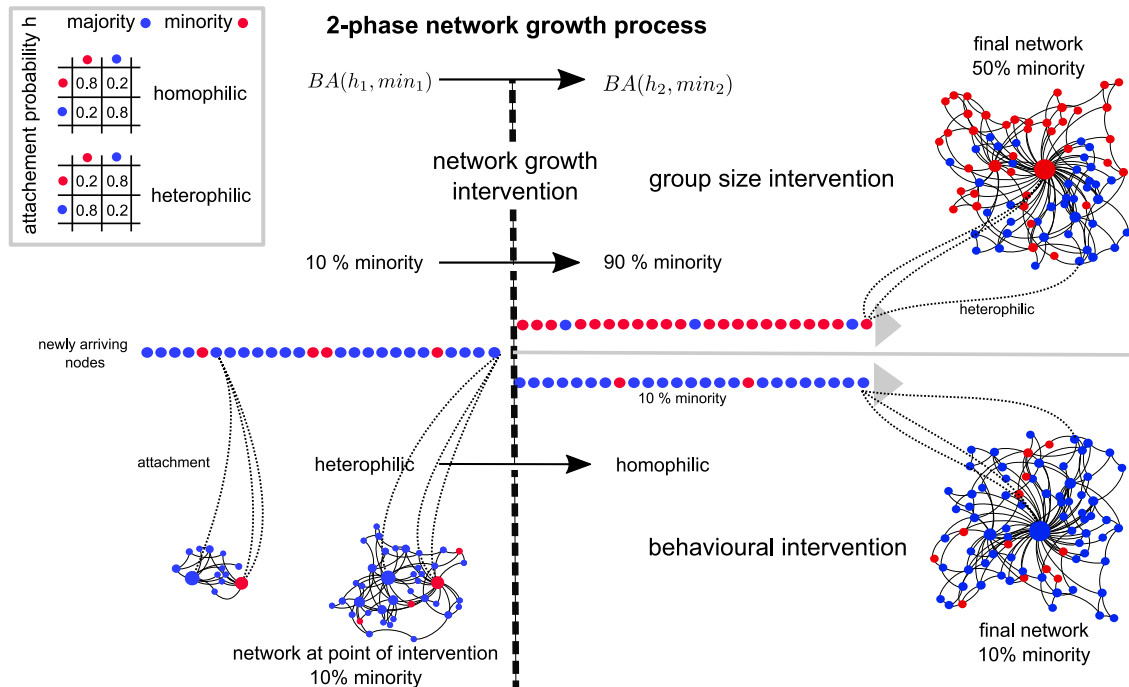 2-phase network growth process
majority
minority
attachement probability h
0.8 0.2
0.2 0.8
homophilic
0.2 0.8
0.8 0.2
heterophilic
BA(h₁, min₁)
BA(h₂, min₂)
network growth
intervention
group size intervention
final network
50% minority
10 % minority
90 % minority
heterophilic
newly arriving
nodes
10 % minority
attachment
heterophilic
homophilic
behavioural intervention
network at point of intervention
10% minority
final network
10% minority